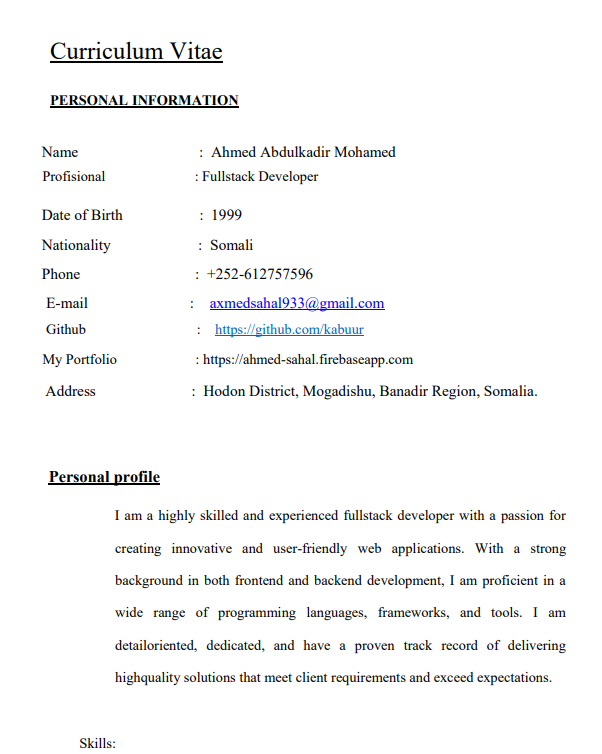 Curriculum Vitae
PERSONAL INFORMATION
Name : Ahmed Abdulkadir Mohamed
Profisional : Fullstack Developer
Date of Birth : 1999
Nationality : Somali
Phone : +252-612757596
E-mail : axmedsahal933@gmail.com
Github : https://github.com/kabuur
My Portfolio : https://ahmed-sahal.firebaseapp.com
Address : Hodon District, Mogadishu, Banadir Region, Somalia.
Personal profile
I am a highly skilled and experienced fullstack developer with a passion for
creating innovative and user-friendly web applications. With a strong
background in both frontend and backend development, I am proficient in a
wide range of programming languages, frameworks, and tools. I am
detailoriented, dedicated, and have a proven track record of delivering
highquality solutions that meet client requirements and exceed expectations.
Skills: